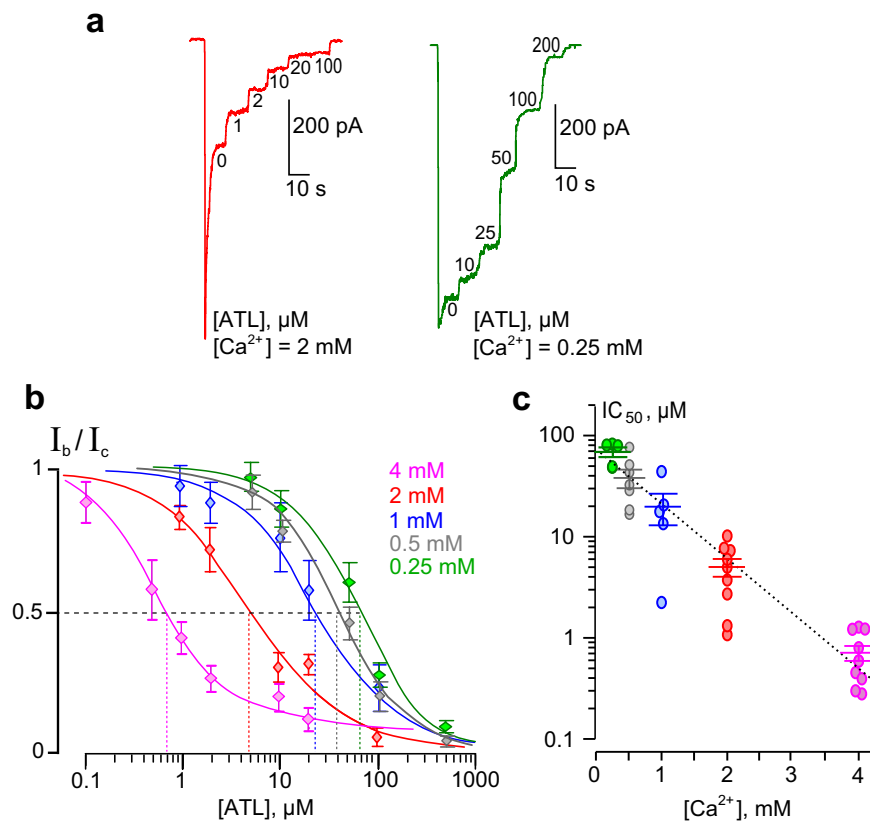 a
0
1
2
10
20
100
200 pA
10 s
[ATL], µM
[Ca²⁺] = 2 mM
0
10
25
50
100
200
200 pA
10 s
[ATL], µM
[Ca²⁺] = 0.25 mM
b
I_b / I_c
1
0.5
0
4 mM
2 mM
1 mM
0.5 mM
0.25 mM
0.1
1
10
100
1000
[ATL], µM
c
IC₅₀, µM
100
10
1
0.1
0
1
2
3
4
[Ca²⁺], mM